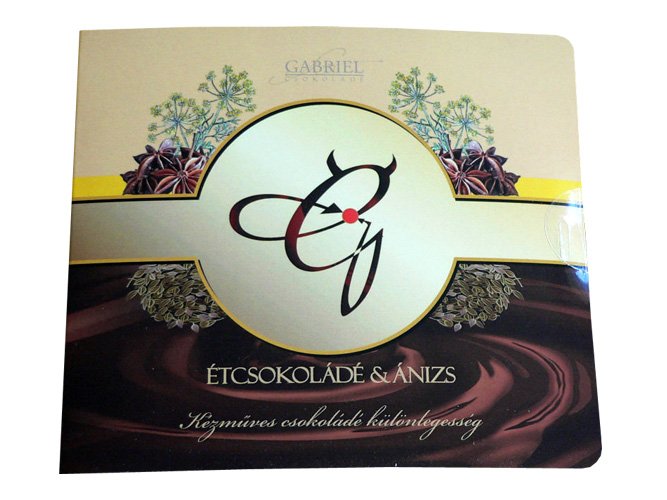 GABRIEL
CSOKOLÁDÉ
ÉTCSOKOLÁDÉ & ÁNIZS
Kézműves csokoládé különlegesség